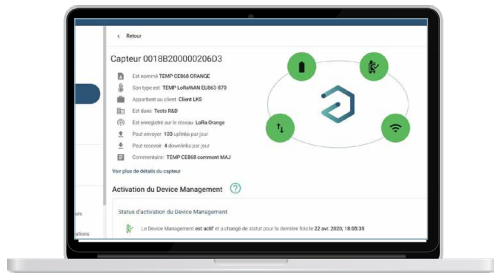 ‹ Retour
Capteur 0018B200000206D3
Est nommé TEMP CE868 ORANGE
Son type est TEMP LoRaWAN EU863-870
Appartient au client Client LKS
Est dans Tests R&D
Est enregistré sur le réseau LoRa Orange
Peut envoyer 100 uplinks par jour
Peut recevoir 4 downlinks par jour
Commentaire: TEMP CE868 comment MAJ
Voir plus de détails du capteur
Activation du Device Management ?
Status d'activation du Device Management
Le Device Management est actif et a changé de statut pour la dernière fois le 22 avr. 2020, 18:05:38